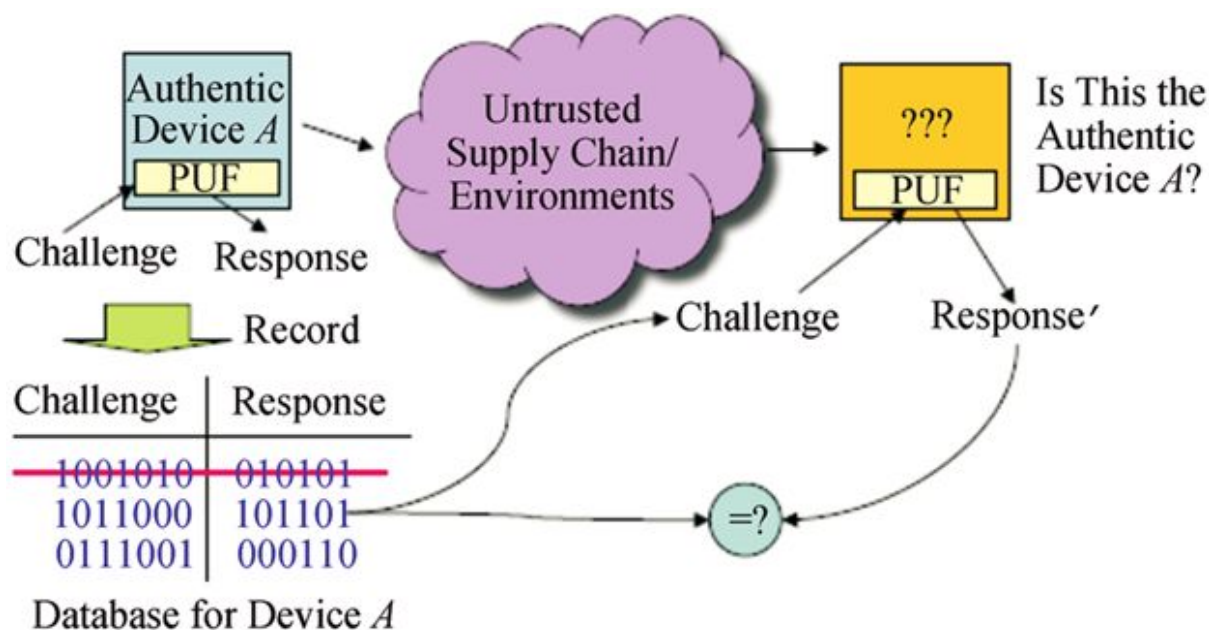 Authentic
Device A
PUF
Challenge
Response
Untrusted
Supply Chain/
Environments
???
PUF
Is This the
Authentic
Device A?
Challenge
Response′
Record
Challenge Response
1001010 010101
1011000 101101
0111001 000110
Database for Device A
=?